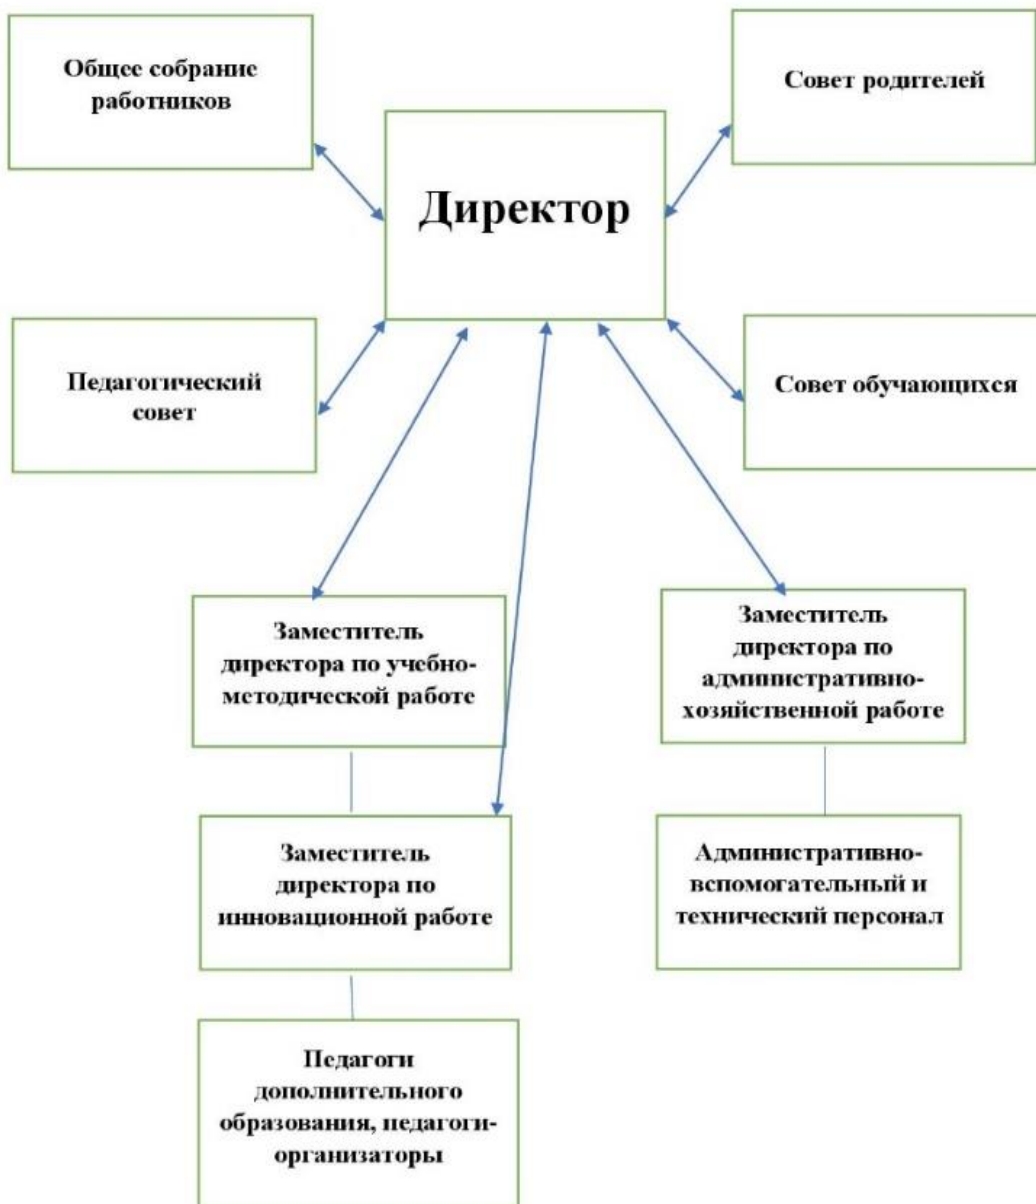 Общее собрание
работников
Совет родителей
Директор
Педагогический
совет
Совет обучающихся
Заместитель
директора по учебно-
методической работе
Заместитель
директора по
административно-
хозяйственной работе
Заместитель
директора по
инновационной работе
Административно-
вспомогательный и
технический персонал
Педагоги
дополнительного
образования, педагоги-
организаторы